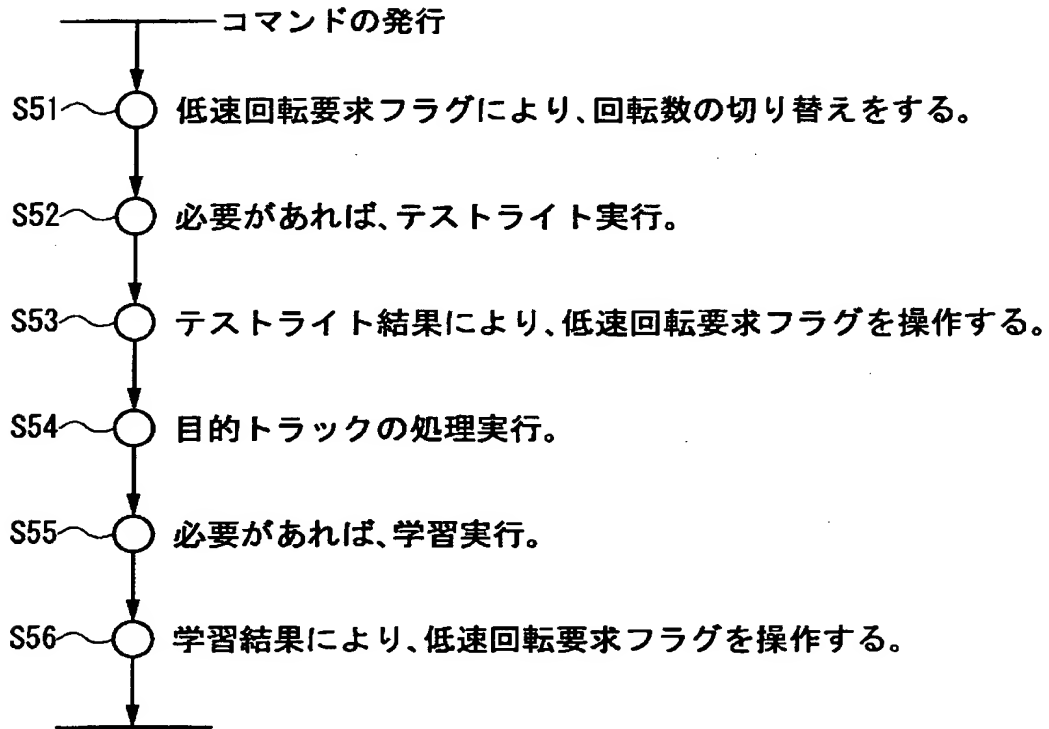 コマンドの発行
S51 低速回転要求フラグにより、回転数の切り替えをする。
S52 必要があれば、テストライト実行。
S53 テストライト結果により、低速回転要求フラグを操作する。
S54 目的トラックの処理実行。
S55 必要があれば、学習実行。
S56 学習結果により、低速回転要求フラグを操作する。